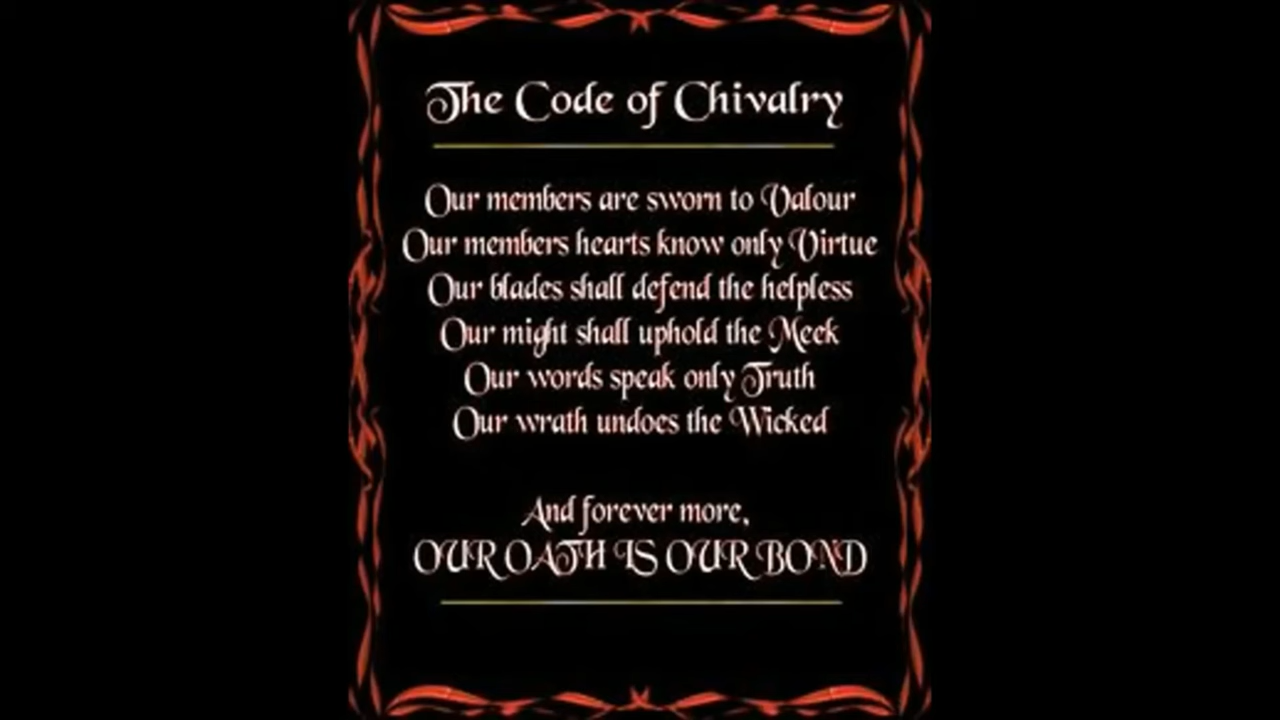 The Code of Chivalry
Our members are sworn to Valour
Our members hearts know only Virtue
Our blades shall defend the helpless
Our might shall uphold the Meek
Our words speak only Truth
Our wrath undoes the Wicked
And forever more,
OUR OATH IS OUR BOND